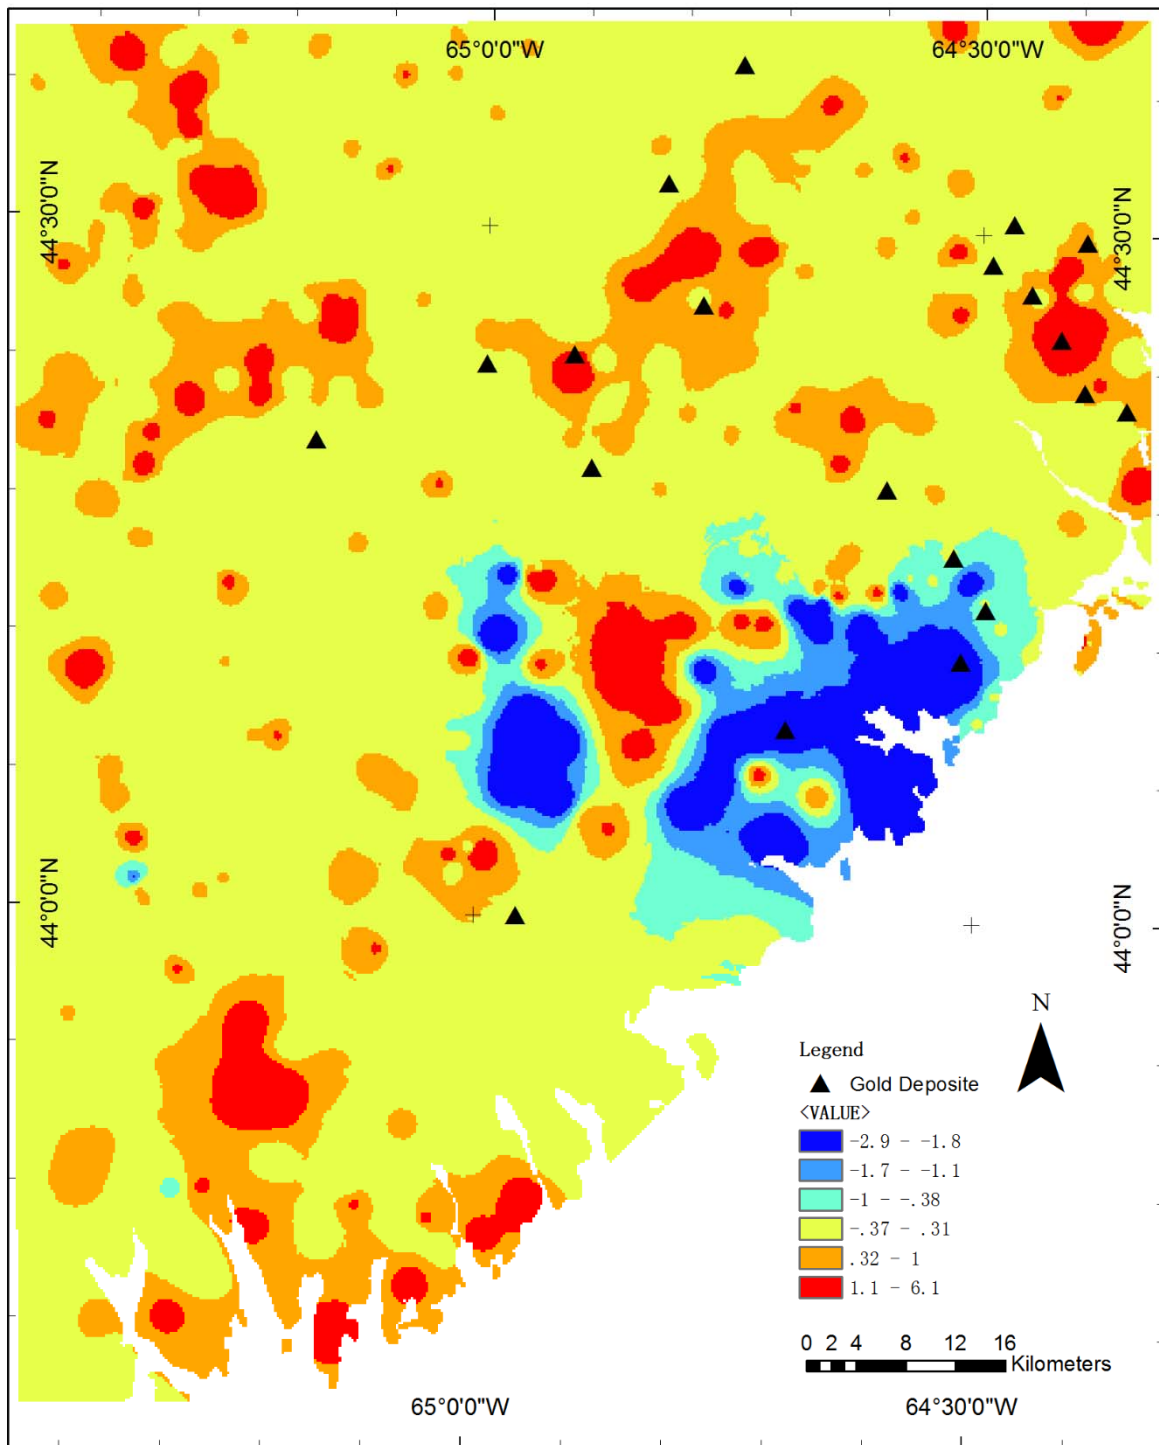 65°0'0"W
64°30'0"W
44°30'0"N
44°30'0"N
44°0'0"N
44°0'0"N
N
Legend
Gold Deposite
<VALUE>
-2.9 - -1.8
-1.7 - -1.1
-1 - -.38
-.37 - .31
.32 - 1
1.1 - 6.1
0 2 4 8 12 16
Kilometers
65°0'0"W
64°30'0"W